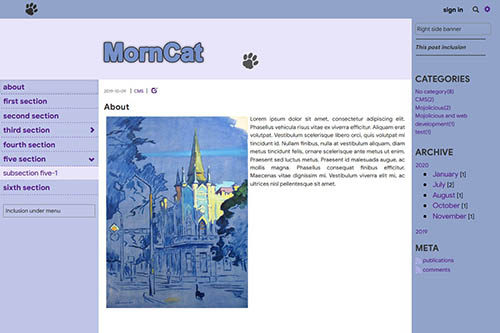 sign in
MornCat
about
first section
second section
third section
fourth section
five section
subsection five-1
sixth section
Inclusion under menu
2019-10-09 | CMS |
About
Lorem ipsum dolor sit amet, consectetur adipiscing elit.
Phasellus vehicula risus vitae ex viverra efficitur. Aliquam erat
volutpat. Vestibulum scelerisque libero orci, quis volutpat mi
tincidunt id. Nullam finibus, nulla at vestibulum aliquam, diam
metus finibus dolor, ornare scelerisque ante metus ut enim.
Praesent sed luctus metus. Praesent id malesuada augue, ac
mollis magna. Phasellus consequat finibus efficitur.
Maecenas vitae dignissim mi. Vestibulum viverra elit mi, ac
ultrices nisl pellentesque sit amet.
Right side banner
This post inclusion
CATEGORIES
No category(8)
CMS(2)
Mojolicious(2)
Mojolicious and web
development(1)
test(1)
ARCHIVE
2020
January [1]
July [2]
August [1]
October [1]
November [1]
2019
META
publications
comments